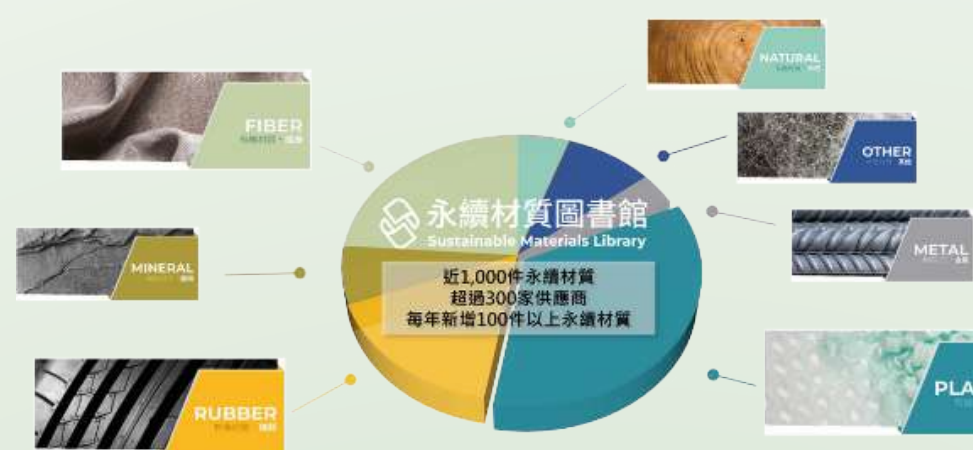 NATURAL
FIBER
OTHER
永續材質圖書館
Sustainable Materials Library
METAL
MINERAL
近1,000件永續材質
超過300家供應商
每年新增100件以上永續材質
PLA
RUBBER